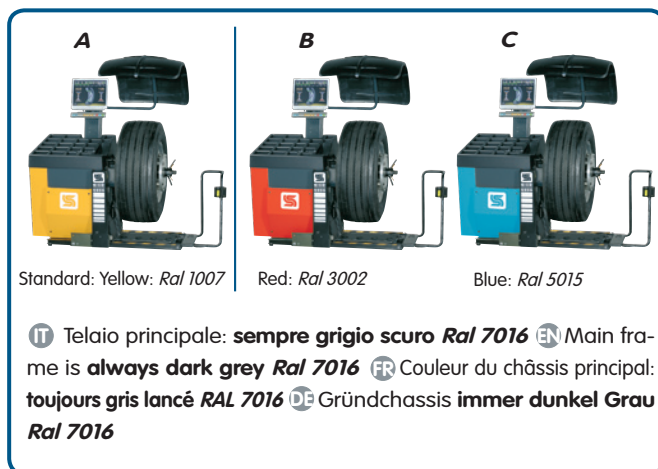 A
B
C
Standard: Yellow: Ral 1007
Red: Ral 3002
Blue: Ral 5015
IT Telaio principale: sempre grigio scuro Ral 7016 EN Main fra-
me is always dark grey Ral 7016 FR Couleur du châssis principal:
toujours gris lancé RAL 7016 DE Gründchassis immer dunkel Grau
Ral 7016